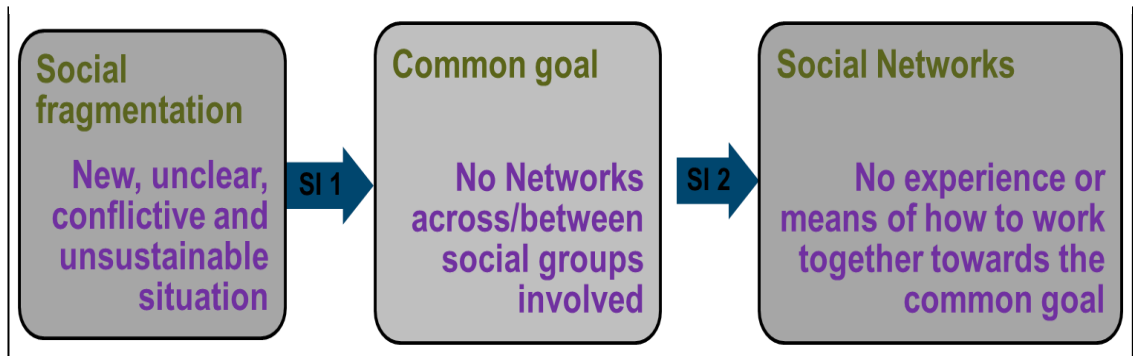 Social
fragmentation
New, unclear,
conflictive and
unsustainable
situation
SI 1
Common goal
No Networks
across/between
social groups
involved
SI 2
Social Networks
No experience or
means of how to work
together towards the
common goal